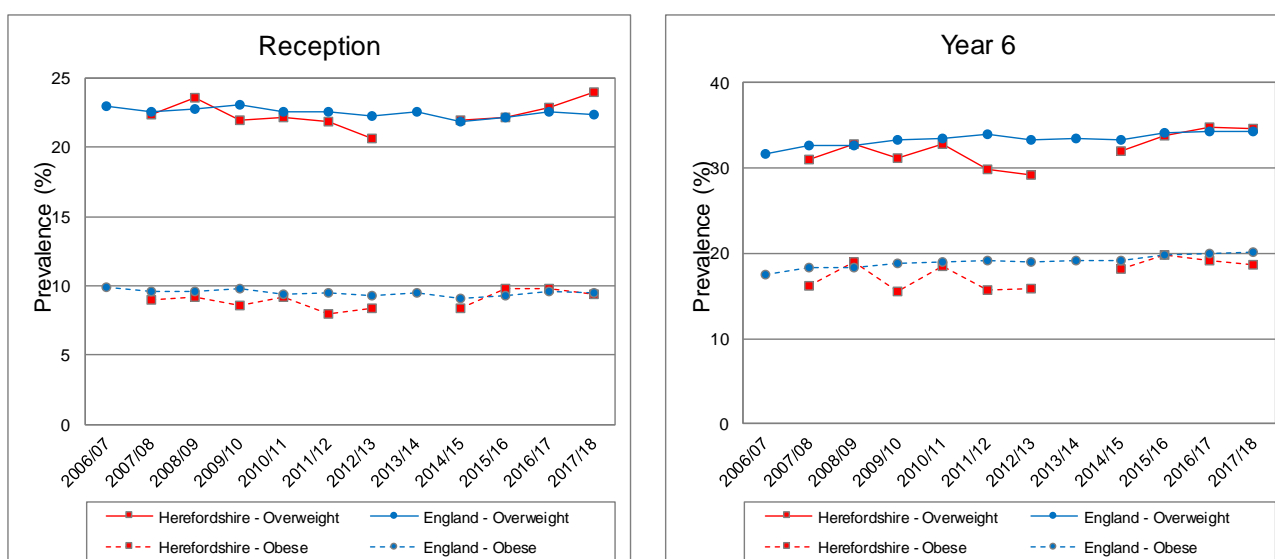 Reception
Prevalence (%)
25
20
15
10
5
0
2006/07
2007/08
2008/09
2009/10
2010/11
2011/12
2012/13
2013/14
2014/15
2015/16
2016/17
2017/18
Herefordshire - Overweight
England - Overweight
Herefordshire - Obese
England - Obese
Year 6
Prevalence (%)
40
30
20
10
0
2006/07
2007/08
2008/09
2009/10
2010/11
2011/12
2012/13
2013/14
2014/15
2015/16
2016/17
2017/18
Herefordshire - Overweight
England - Overweight
Herefordshire - Obese
England - Obese